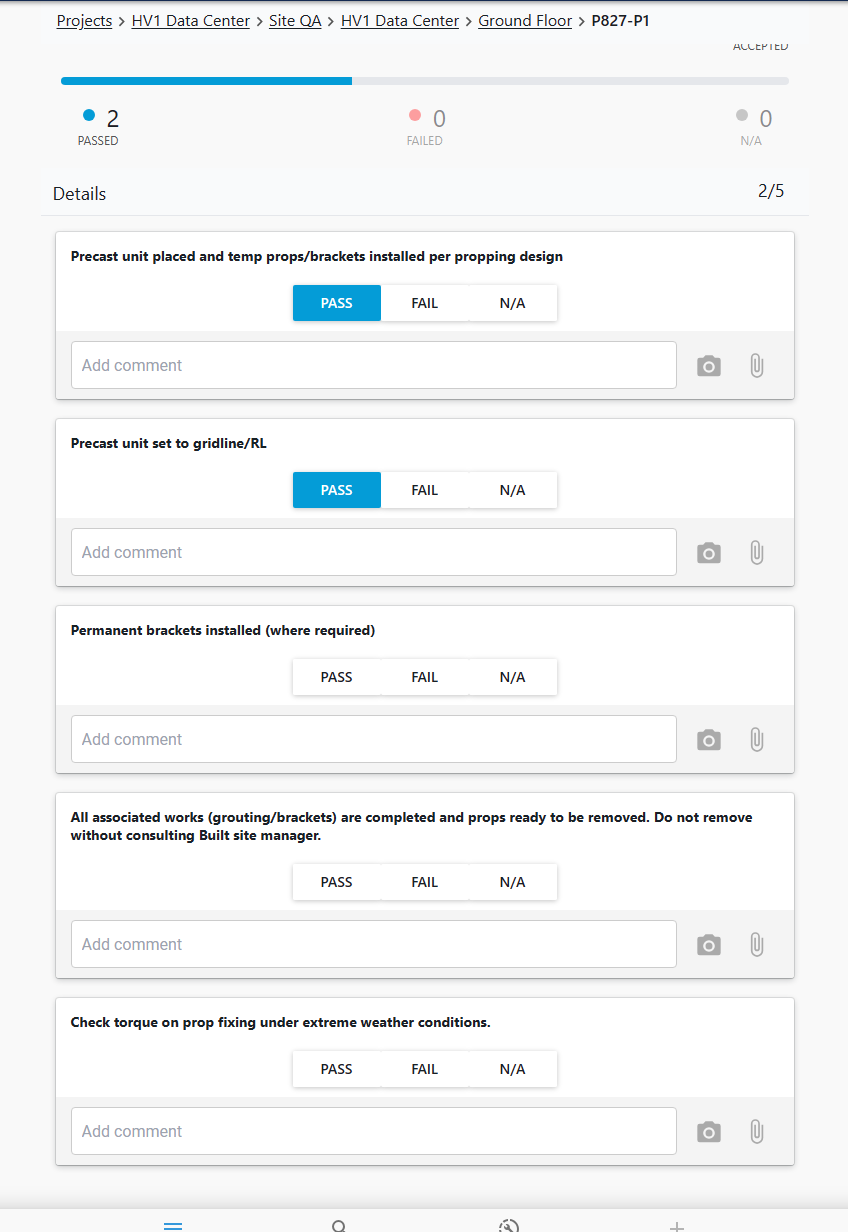 Projects > HV1 Data Center > Site QA > HV1 Data Center > Ground Floor > P827-P1
ACCEPTED
2
PASSED
0
FAILED
0
N/A
Details
2/5
Precast unit placed and temp props/brackets installed per propping design
PASS FAIL N/A
Add comment
Precast unit set to gridline/RL
PASS FAIL N/A
Add comment
Permanent brackets installed (where required)
PASS FAIL N/A
Add comment
All associated works (grouting/brackets) are completed and props ready to be removed. Do not remove
without consulting Built site manager.
PASS FAIL N/A
Add comment
Check torque on prop fixing under extreme weather conditions.
PASS FAIL N/A
Add comment